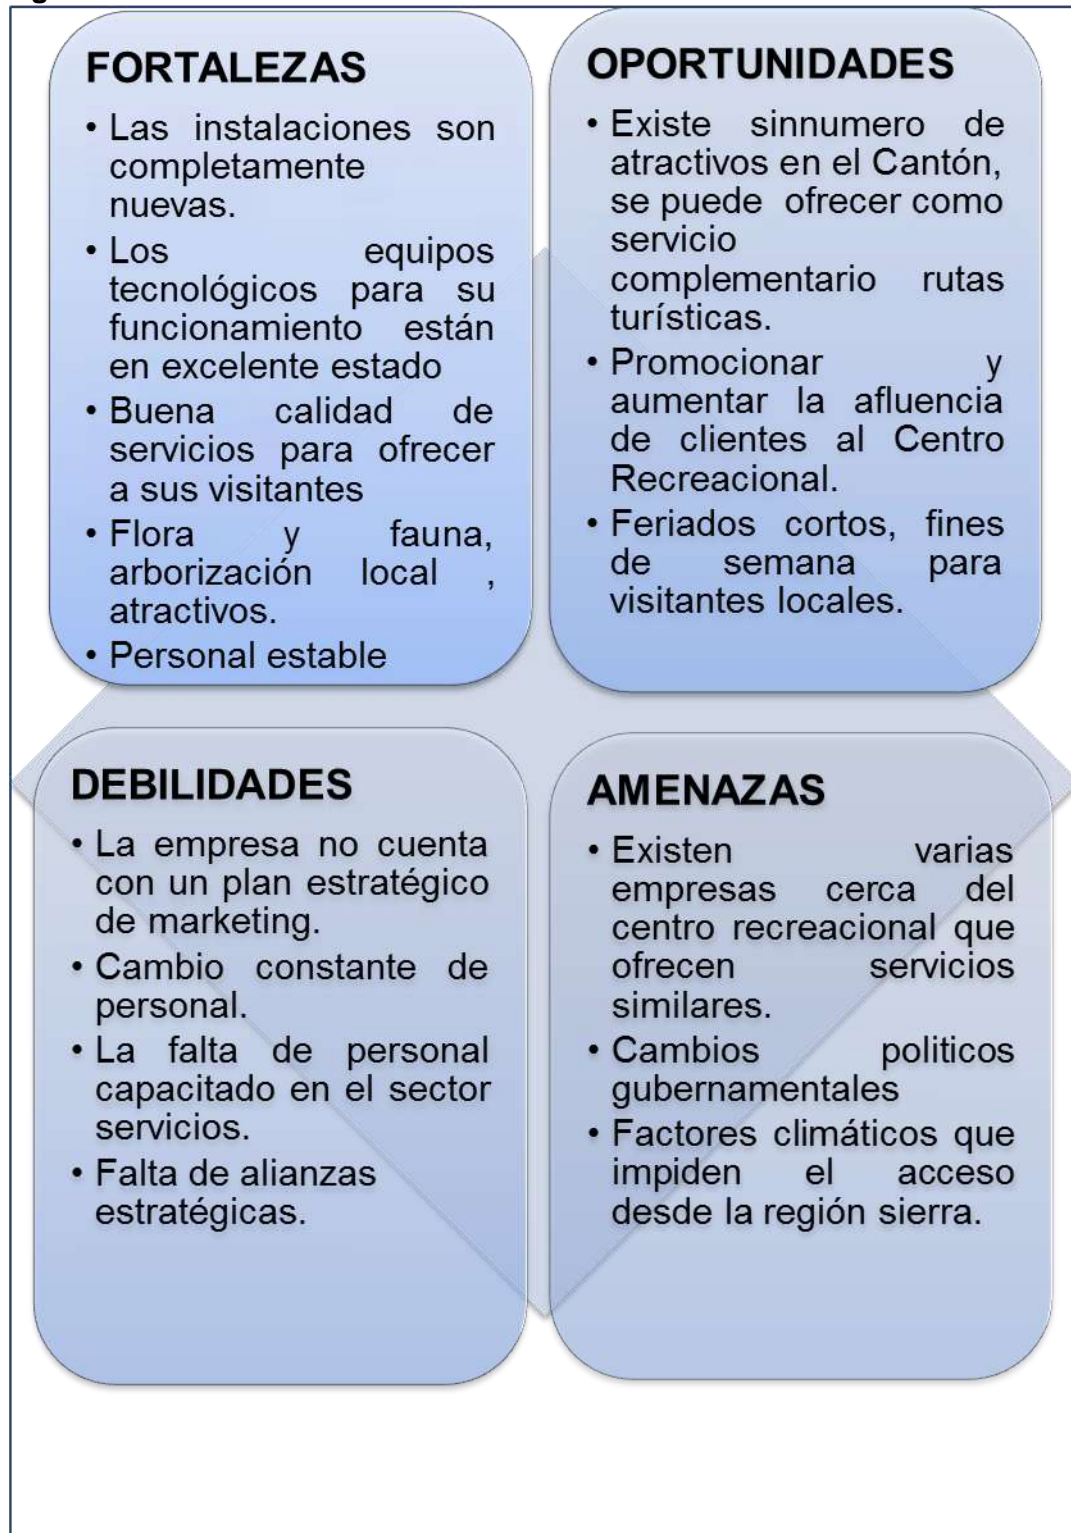 FORTALEZAS
• Las instalaciones son
completamente
nuevas.
• Los equipos
tecnológicos para su
funcionamiento están
en excelente estado
• Buena calidad de
servicios para ofrecer
a sus visitantes
• Flora y fauna,
arborización local ,
atractivos.
• Personal estable
OPORTUNIDADES
• Existe sinnumero de
atractivos en el Cantón,
se puede ofrecer como
servicio
complementario rutas
turísticas.
• Promocionar y
aumentar la afluencia
de clientes al Centro
Recreacional.
• Feriados cortos, fines
de semana para
visitantes locales.
DEBILIDADES
• La empresa no cuenta
con un plan estratégico
de marketing.
• Cambio constante de
personal.
• La falta de personal
capacitado en el sector
servicios.
• Falta de alianzas
estratégicas.
AMENAZAS
• Existen varias
empresas cerca del
centro recreacional que
ofrecen servicios
similares.
• Cambios politicos
gubernamentales
• Factores climáticos que
impiden el acceso
desde la región sierra.